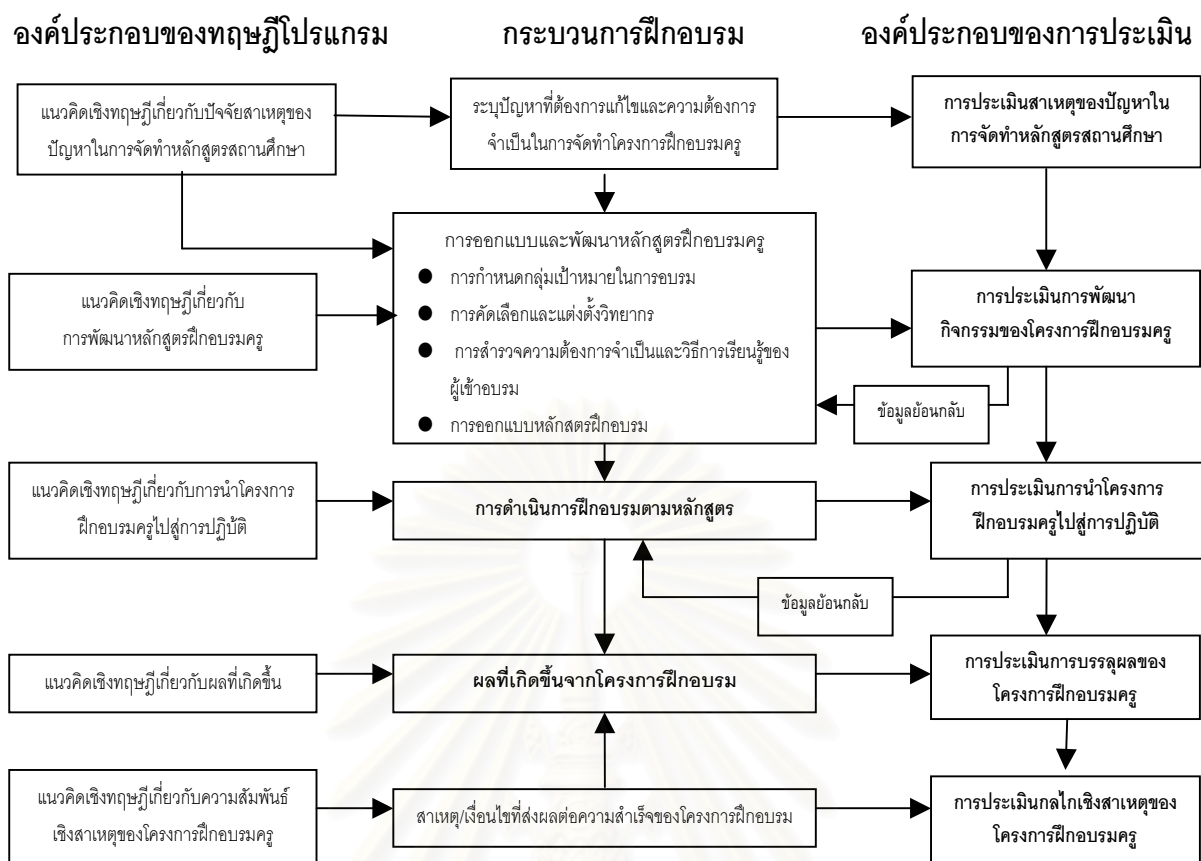 องค์ประกอบของทฤษฎีโปรแกรม
กระบวนการฝึกอบรม
องค์ประกอบของการประเมิน
แนวคิดเชิงทฤษฎีเกี่ยวกับปัจจัยสาเหตุของ
ปัญหาในการจัดทำหลักสูตรสถานศึกษา
ระบุปัญหาที่ต้องการแก้ไขและความต้องการ
จำเป็นในการจัดทำโครงการฝึกอบรมครู
การประเมินสาเหตุของปัญหาใน
การจัดทำหลักสูตรสถานศึกษา
แนวคิดเชิงทฤษฎีเกี่ยวกับ
การพัฒนาหลักสูตรฝึกอบรมครู
การออกแบบและพัฒนาหลักสูตรฝึกอบรมครู
● การกำหนดกลุ่มเป้าหมายในการอบรม
● การคัดเลือกและแต่งตั้งวิทยากร
● การสำรวจความต้องการจำเป็นและวิธีการเรียนรู้ของ
ผู้เข้าอบรม
● การออกแบบหลักสตรฝึกอบรม
การประเมินการพัฒนา
กิจกรรมของโครงการฝึกอบรมครู
ข้อมูลย้อนกลับ
แนวคิดเชิงทฤษฎีเกี่ยวกับการนำโครงการ
ฝึกอบรมครูไปสู่การปฏิบัติ
การดำเนินการฝึกอบรมตามหลักสูตร
การประเมินการนำโครงการ
ฝึกอบรมครูไปสู่การปฏิบัติ
ข้อมูลย้อนกลับ
แนวคิดเชิงทฤษฎีเกี่ยวกับผลที่เกิดขึ้น
ผลที่เกิดขึ้นจากโครงการฝึกอบรม
การประเมินการบรรลุผลของ
โครงการฝึกอบรมครู
แนวคิดเชิงทฤษฎีเกี่ยวกับความสัมพันธ์
เชิงสาเหตุของโครงการฝึกอบรมครู
สาเหตุ/เงื่อนไขที่ส่งผลต่อความสำเร็จของโครงการฝึกอบรม
การประเมินกลไกเชิงสาเหตุของ
โครงการฝึกอบรมครู